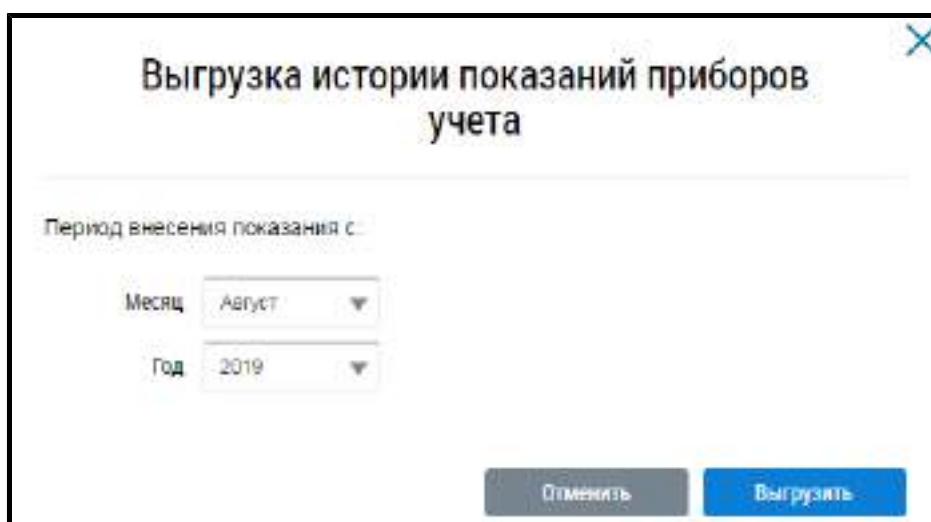 Выгрузка истории показаний приборов
учета
Период внесения показания с:
Месяц Август
Год 2019
Отменить Выгрузить